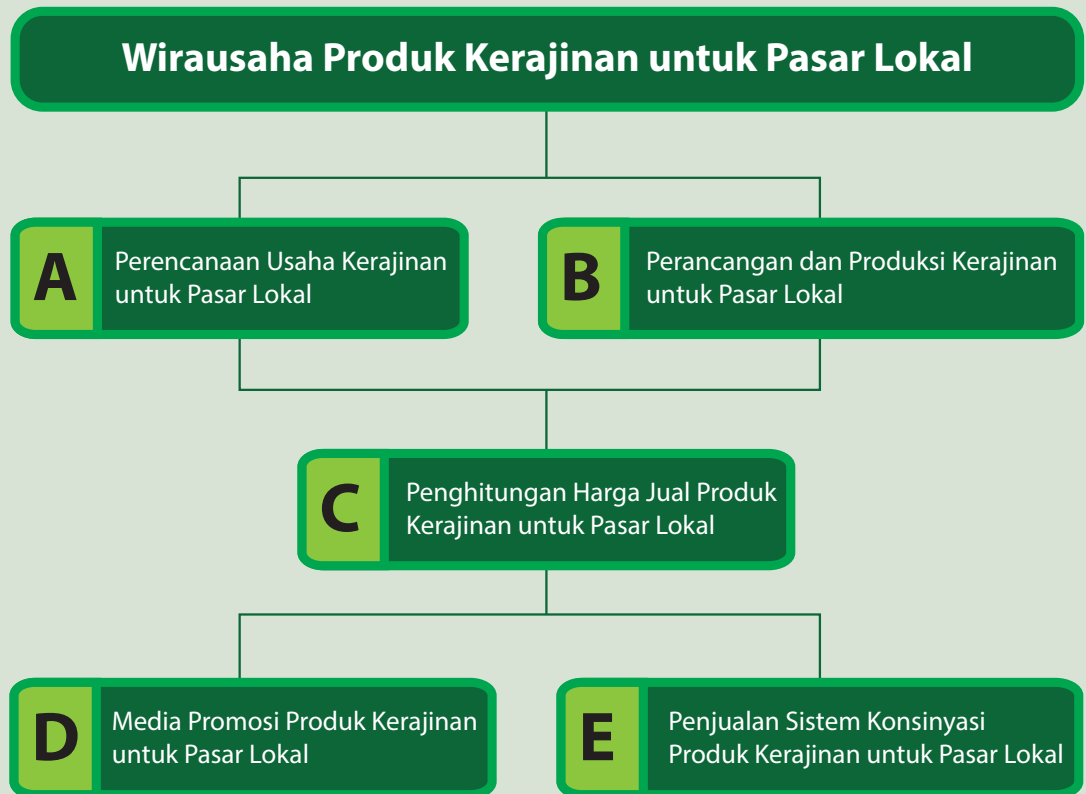 Wirausaha Produk Kerajinan untuk Pasar Lokal
A
Perencanaan Usaha Kerajinan
untuk Pasar Lokal
B
Perancangan dan Produksi Kerajinan
untuk Pasar Lokal
C
Penghitungan Harga Jual Produk
Kerajinan untuk Pasar Lokal
D
Media Promosi Produk Kerajinan
untuk Pasar Lokal
E
Penjualan Sistem Konsinyasi
Produk Kerajinan untuk Pasar Lokal